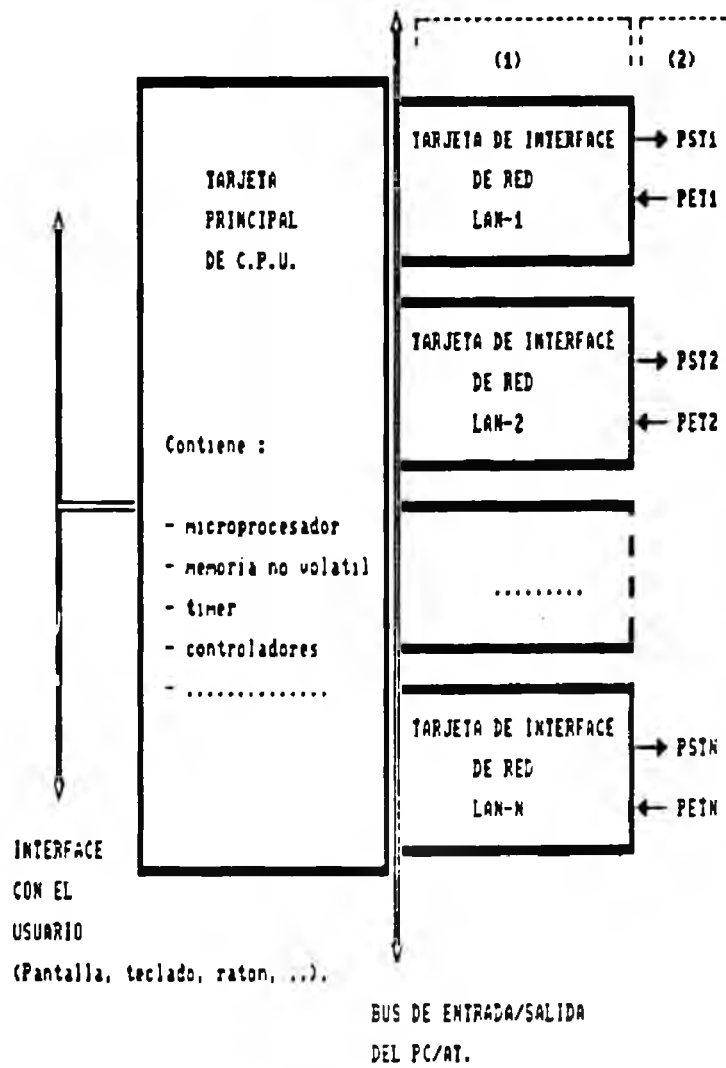 (1) (2)
TARJETA
PRINCIPAL
DE C.P.U.
Contiene :
- microprocesador
- memoria no volatil
- timer
- controladores
- ..............
TARJETA DE INTERFACE
DE RED
LAN-1
PST1
PET1
TARJETA DE INTERFACE
DE RED
LAN-2
PST2
PET2
.........
TARJETA DE INTERFACE
DE RED
LAN-N
PSTN
PETN
INTERFACE
CON EL
USUARIO
(Pantalla, teclado, raton, ..).
BUS DE ENTRADA/SALIDA
DEL PC/AT.